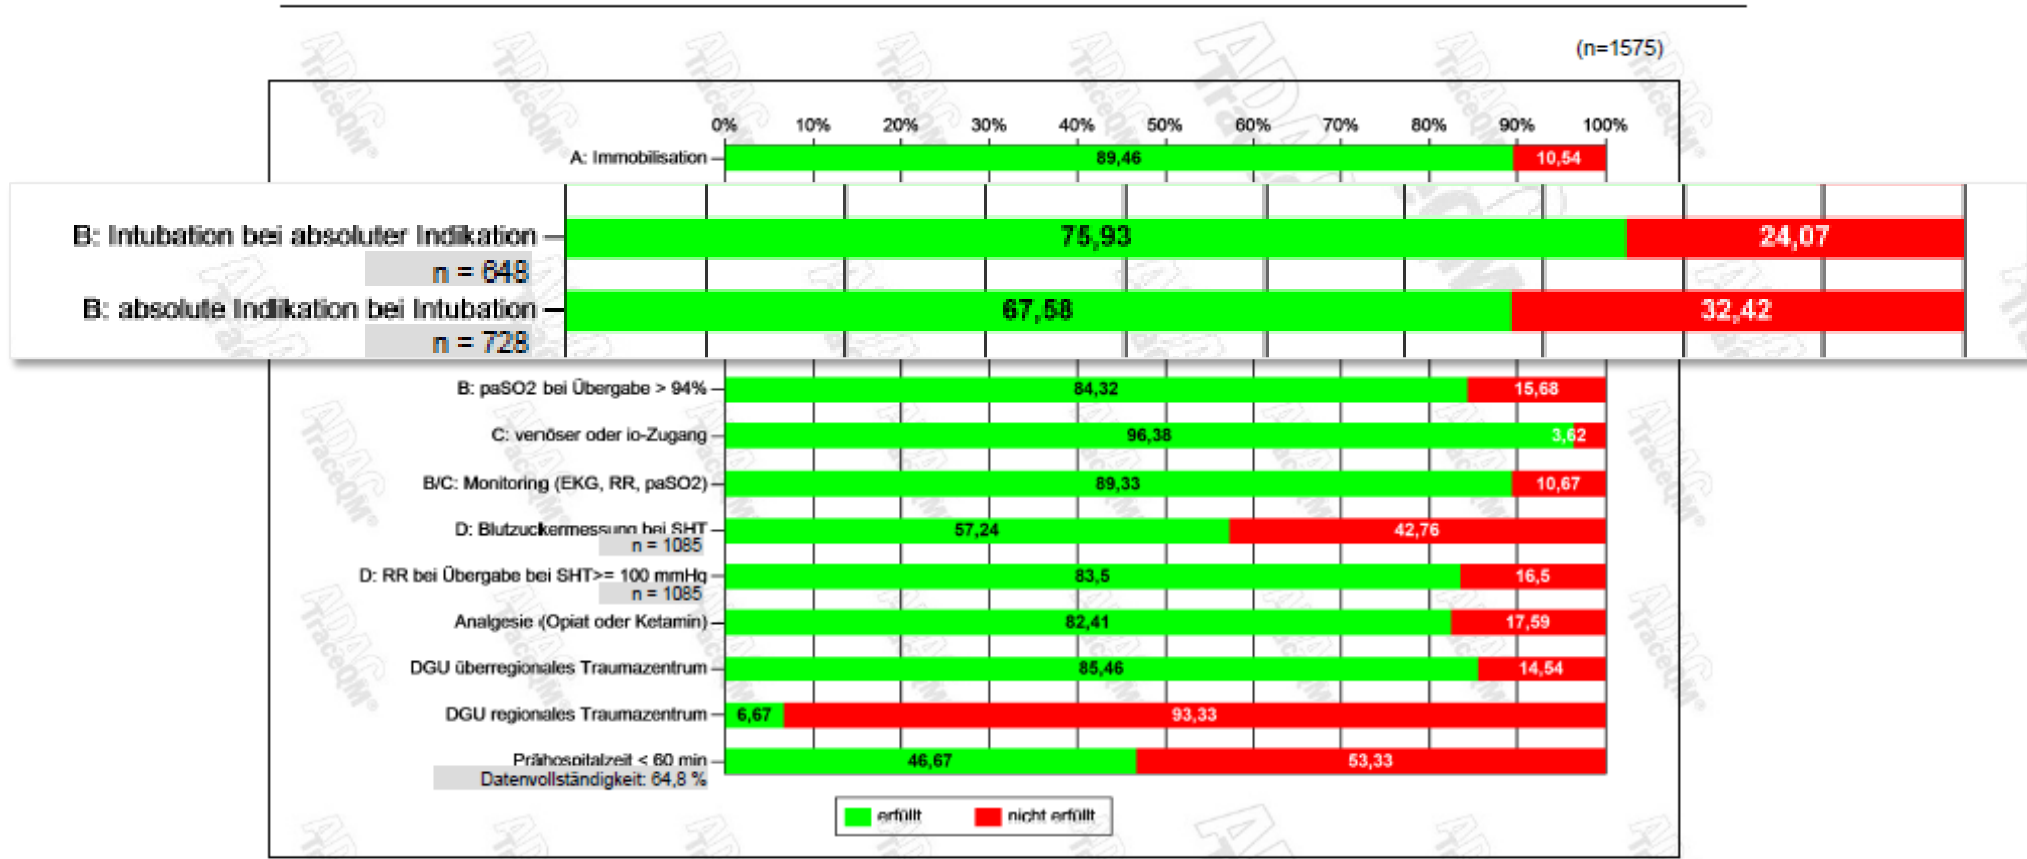 (n=1575)
0% 10% 20% 30% 40% 50% 60% 70% 80% 90% 100%
A: Immobilisation 89,46 10,54
B: Intubation bei absoluter Indikation 75,93 24,07
n = 648
B: absolute Indikation bei Intubation 67,58 32,42
n = 728
B: paSO2 bei Übergabe > 94% 84,32 15,68
C: venöser oder io-Zugang 96,38 3,62
B/C: Monitoring (EKG, RR, paSO2) 89,33 10,67
D: Blutzuckermessung bei SHT 57,24 42,76
n = 1085
D: RR bei Übergabe bei SHT>= 100 mmHg 83,5 16,5
n = 1085
Analgesie (Opiat oder Ketamin) 82,41 17,59
DGU überregionales Traumazentrum 85,46 14,54
DGU regionales Traumazentrum 6,67 93,33
Prähospitalzeit < 60 min 46,67 53,33
Datenvollständigkeit: 64,8 %
erfüllt nicht erfüllt
ADAC
TraceQM®